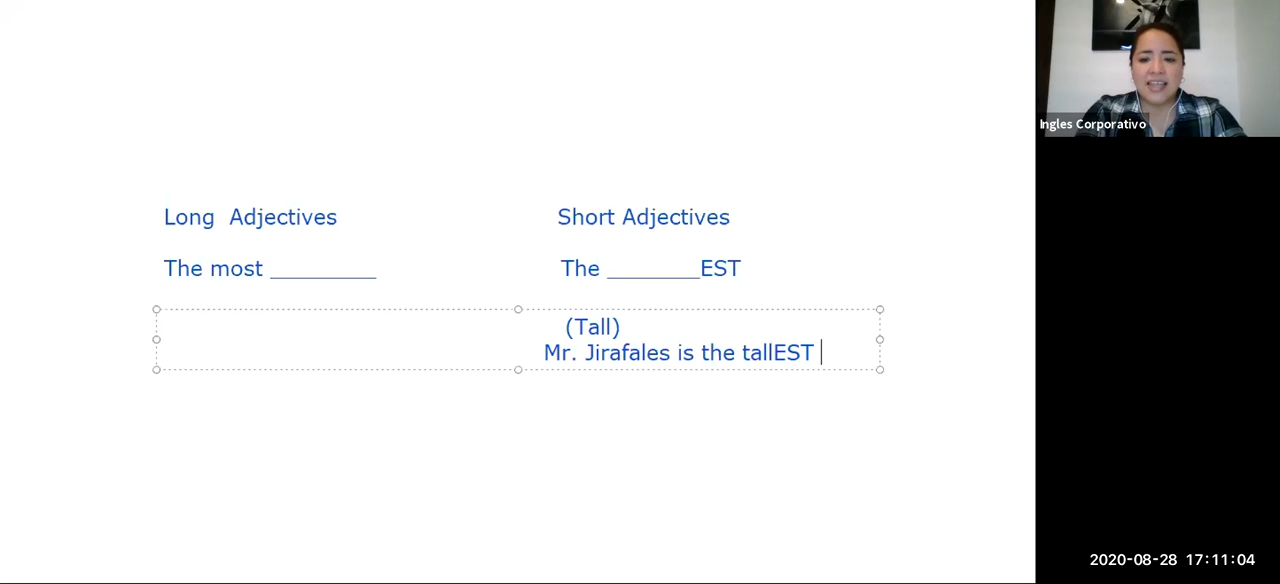 Long Adjectives Short Adjectives
The most _________ The ________EST
(Tall)
Mr. Jirafales is the tallEST
Ingles Corporativo
2020-08-28 17:11:04